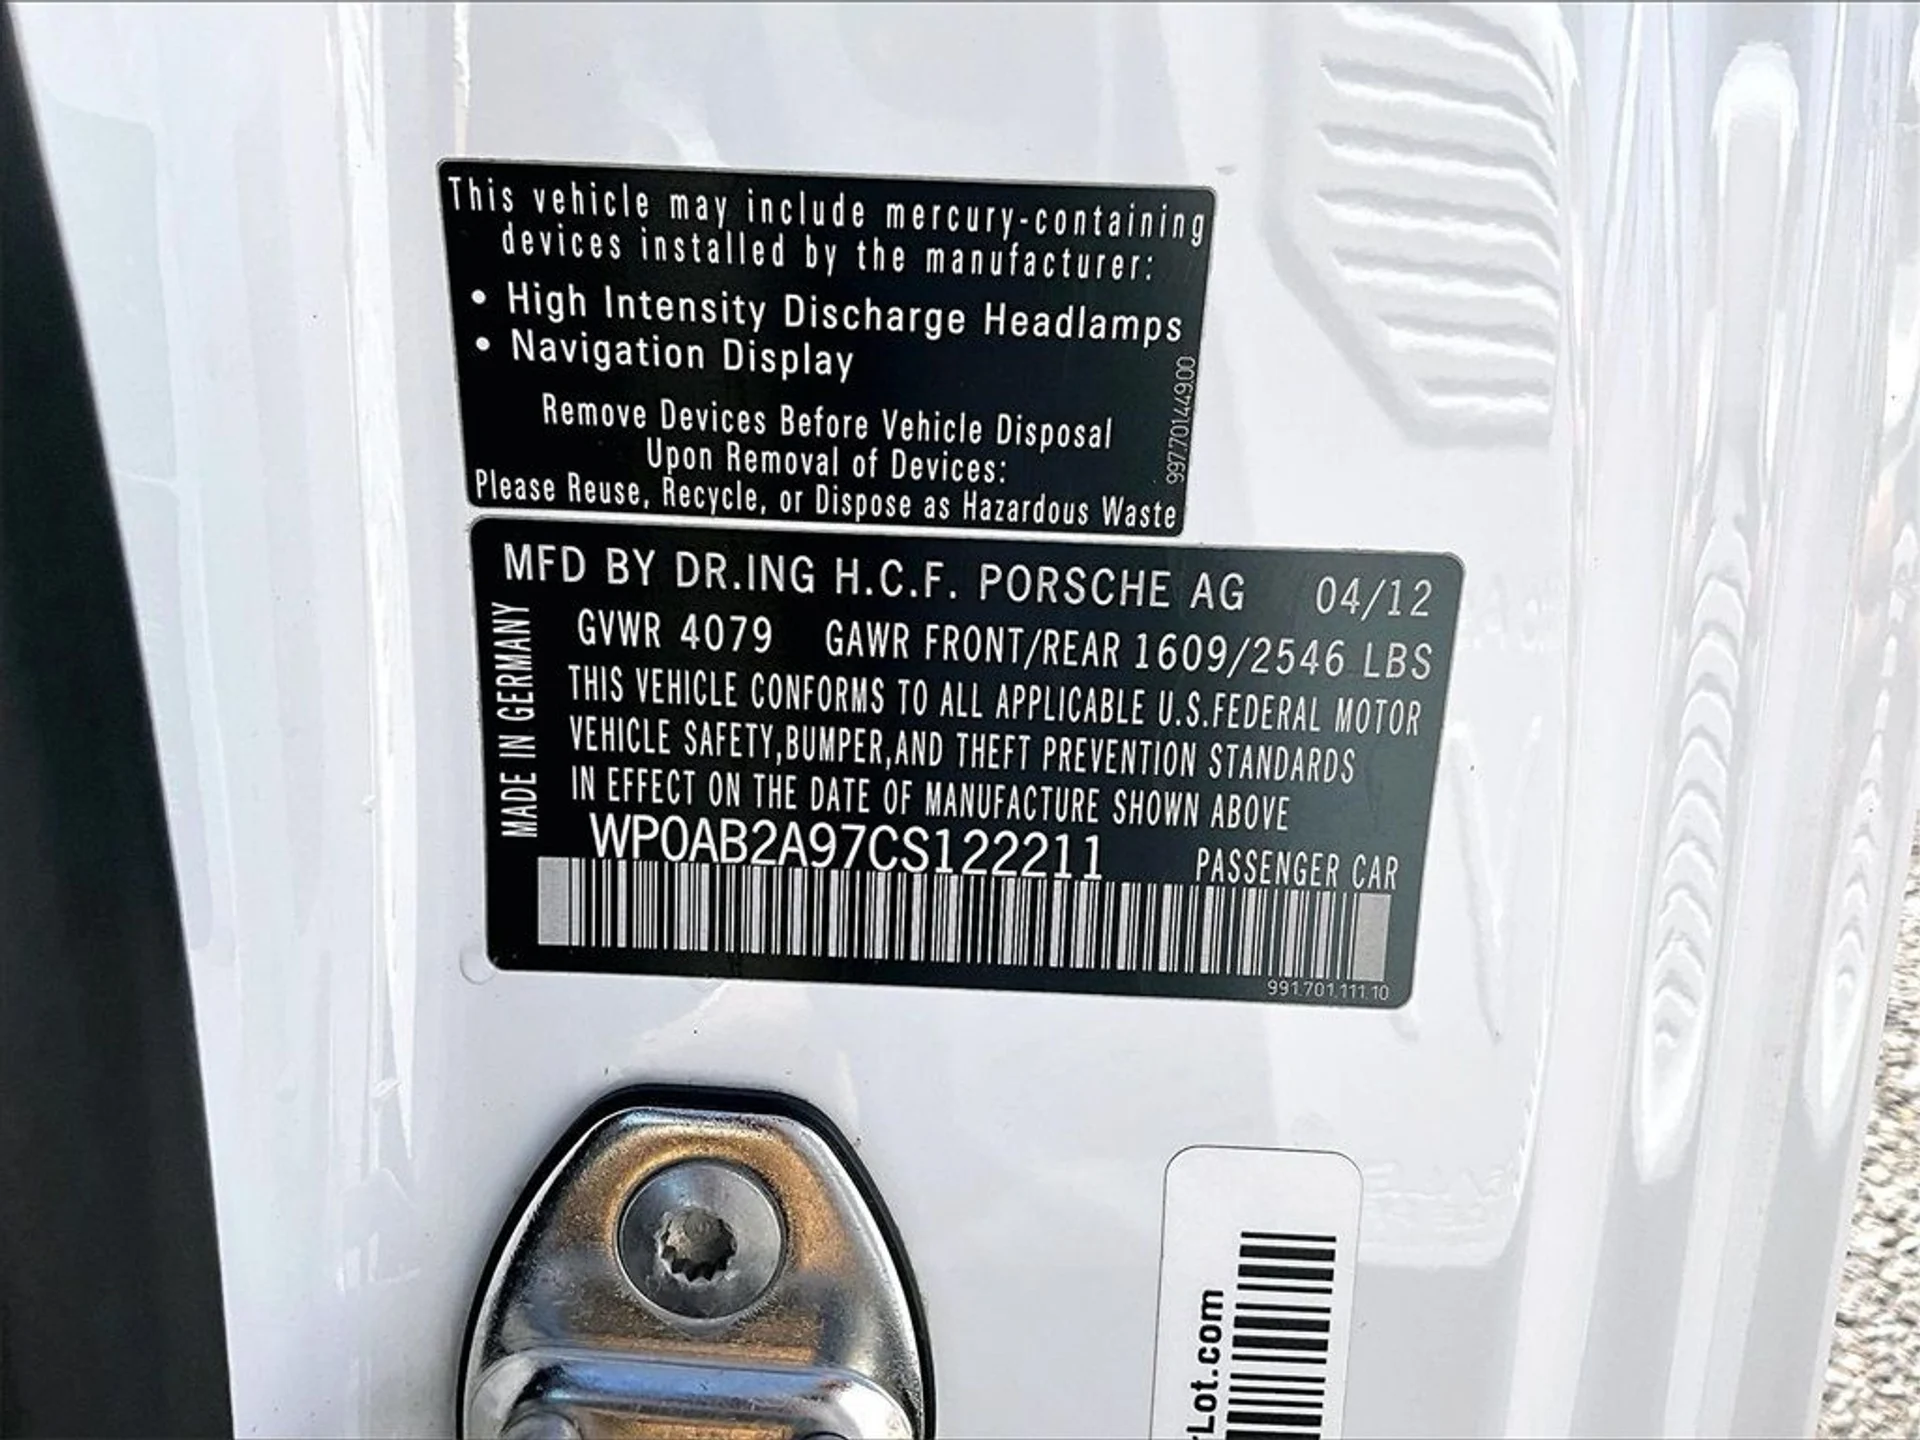 This vehicle may include mercury-containing
devices installed by the manufacturer:
• High Intensity Discharge Headlamps
• Navigation Display
Remove Devices Before Vehicle Disposal
Upon Removal of Devices:
Please Reuse, Recycle, or Dispose as Hazardous Waste
997.701.449.00
MFD BY DR.ING H.C.F. PORSCHE AG 04/12
GVWR 4079 GAWR FRONT/REAR 1609/2546 LBS
THIS VEHICLE CONFORMS TO ALL APPLICABLE U.S.FEDERAL MOTOR
VEHICLE SAFETY,BUMPER,AND THEFT PREVENTION STANDARDS
IN EFFECT ON THE DATE OF MANUFACTURE SHOWN ABOVE
WP0AB2A97CS122211 PASSENGER CAR
MADE IN GERMANY
991.701.111.10
rLot.com